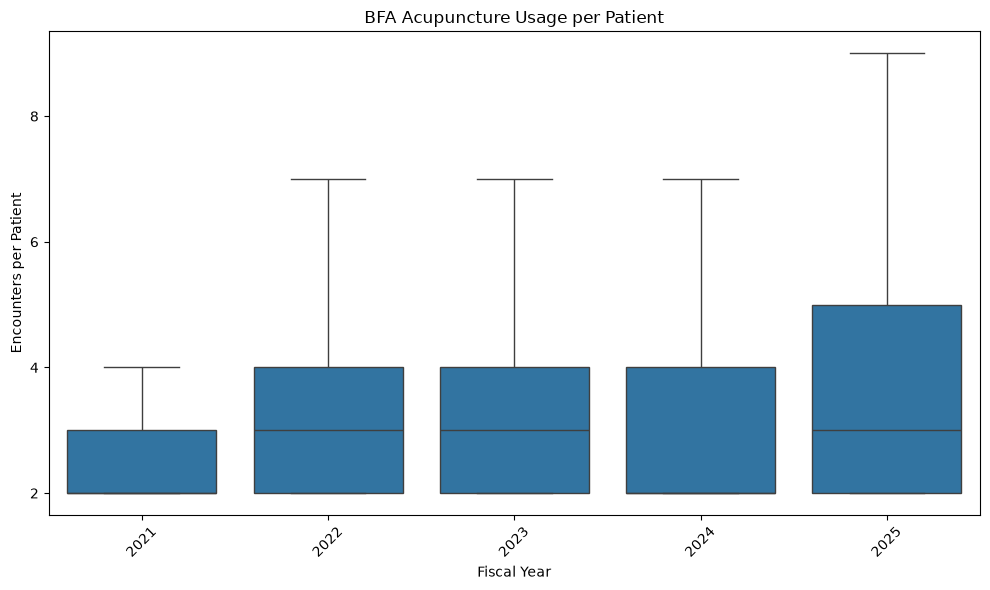 BFA Acupuncture Usage per Patient
Encounters per Patient
8
6
4
2
2021 2022 2023 2024 2025
Fiscal Year